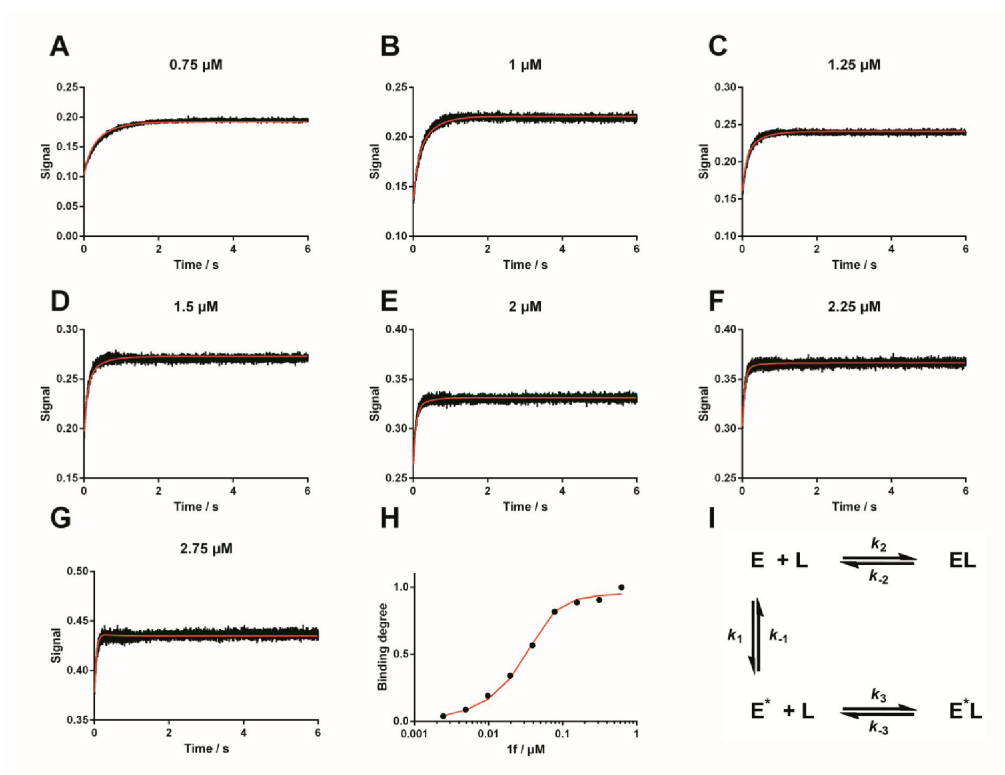 A
0.75 µM
0.25
0.20
0.15
0.10
0.05
0.00
Signal
0 2 4 6
Time / s
B
1 µM
0.25
0.20
0.15
0.10
Signal
0 2 4 6
Time / s
C
1.25 µM
0.30
0.25
0.20
0.15
0.10
Signal
0 2 4 6
Time / s
D
1.5 µM
0.30
0.25
0.20
0.15
Signal
0 2 4 6
Time / s
E
2 µM
0.40
0.35
0.30
0.25
Signal
0 2 4 6
Time / s
F
2.25 µM
0.40
0.35
0.30
0.25
Signal
0 2 4 6
Time / s
G
2.75 µM
0.50
0.45
0.40
0.35
Signal
0 2 4 6
Time / s
H
1.0
0.5
0.0
Binding degree
0.001 0.01 0.1 1
1f / µM
I
k2
E + L EL
k-2
k1 k-1
k3
E* + L E*L
k-3